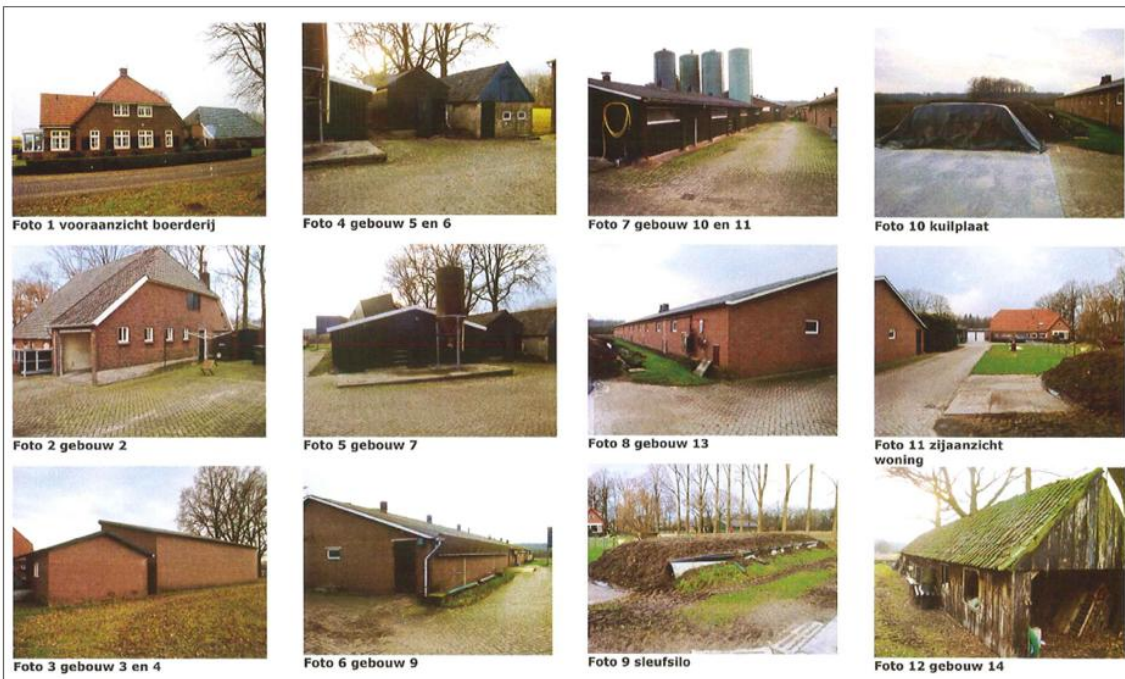 Foto 1 vooraanzicht boerderij
Foto 4 gebouw 5 en 6
Foto 7 gebouw 10 en 11
Foto 10 kuilplaat
Foto 2 gebouw 2
Foto 5 gebouw 7
Foto 8 gebouw 13
Foto 11 zijaanzicht
woning
Foto 3 gebouw 3 en 4
Foto 6 gebouw 9
Foto 9 sleufsilo
Foto 12 gebouw 14